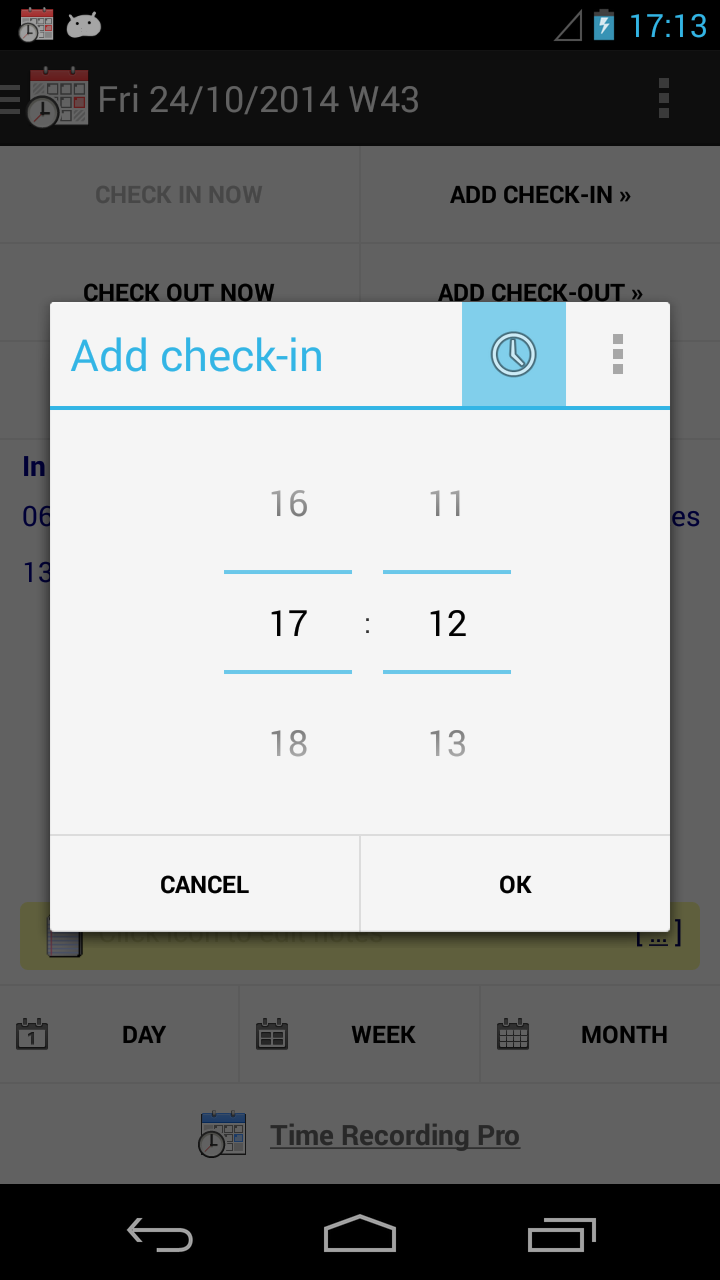 17:13
Fri 24/10/2014 W43
CHECK IN NOW
ADD CHECK-IN »
CHECK OUT NOW
ADD CHECK-OUT »
Add check-in
In
06
es
13
16
11
17 : 12
18
13
CANCEL
OK
Click icon to edit notes
[ ... ]
1
DAY
WEEK
MONTH
Time Recording Pro